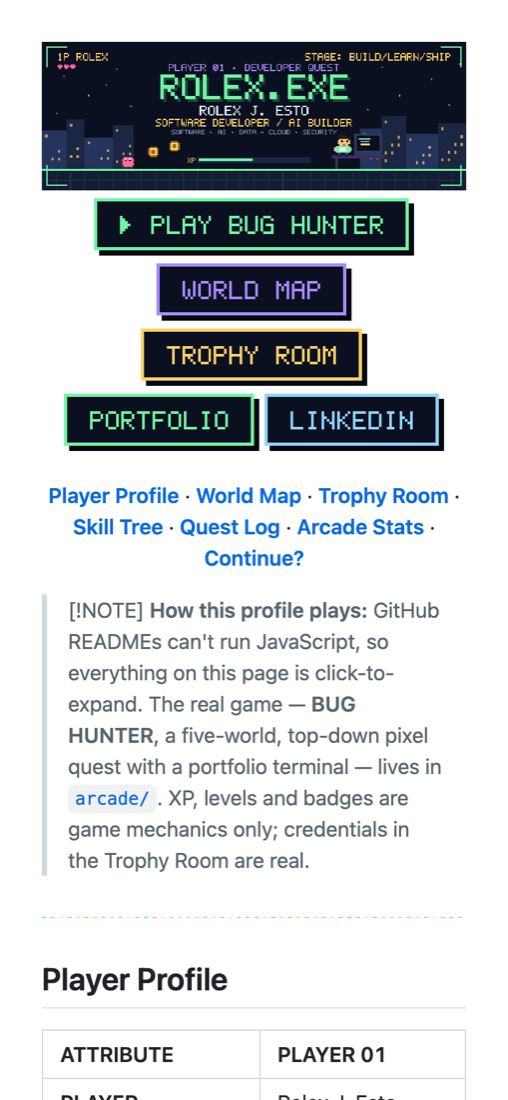 1P ROLEX
STAGE: BUILD/LEARN/SHIP
PLAYER 01 · DEVELOPER QUEST
ROLEX.EXE
ROLEX J. ESTO
SOFTWARE DEVELOPER / AI BUILDER
SOFTWARE · AI · DATA · CLOUD · SECURITY
XP
PLAY BUG HUNTER
WORLD MAP
TROPHY ROOM
PORTFOLIO LINKEDIN
Player Profile · World Map · Trophy Room ·
Skill Tree · Quest Log · Arcade Stats ·
Continue?
[!NOTE] How this profile plays: GitHub
READMEs can't run JavaScript, so
everything on this page is click-to-
expand. The real game — BUG
HUNTER, a five-world, top-down pixel
quest with a portfolio terminal — lives in
arcade/. XP, levels and badges are
game mechanics only; credentials in
the Trophy Room are real.
Player Profile
ATTRIBUTE PLAYER 01
PLAYER Rolex J. Esto